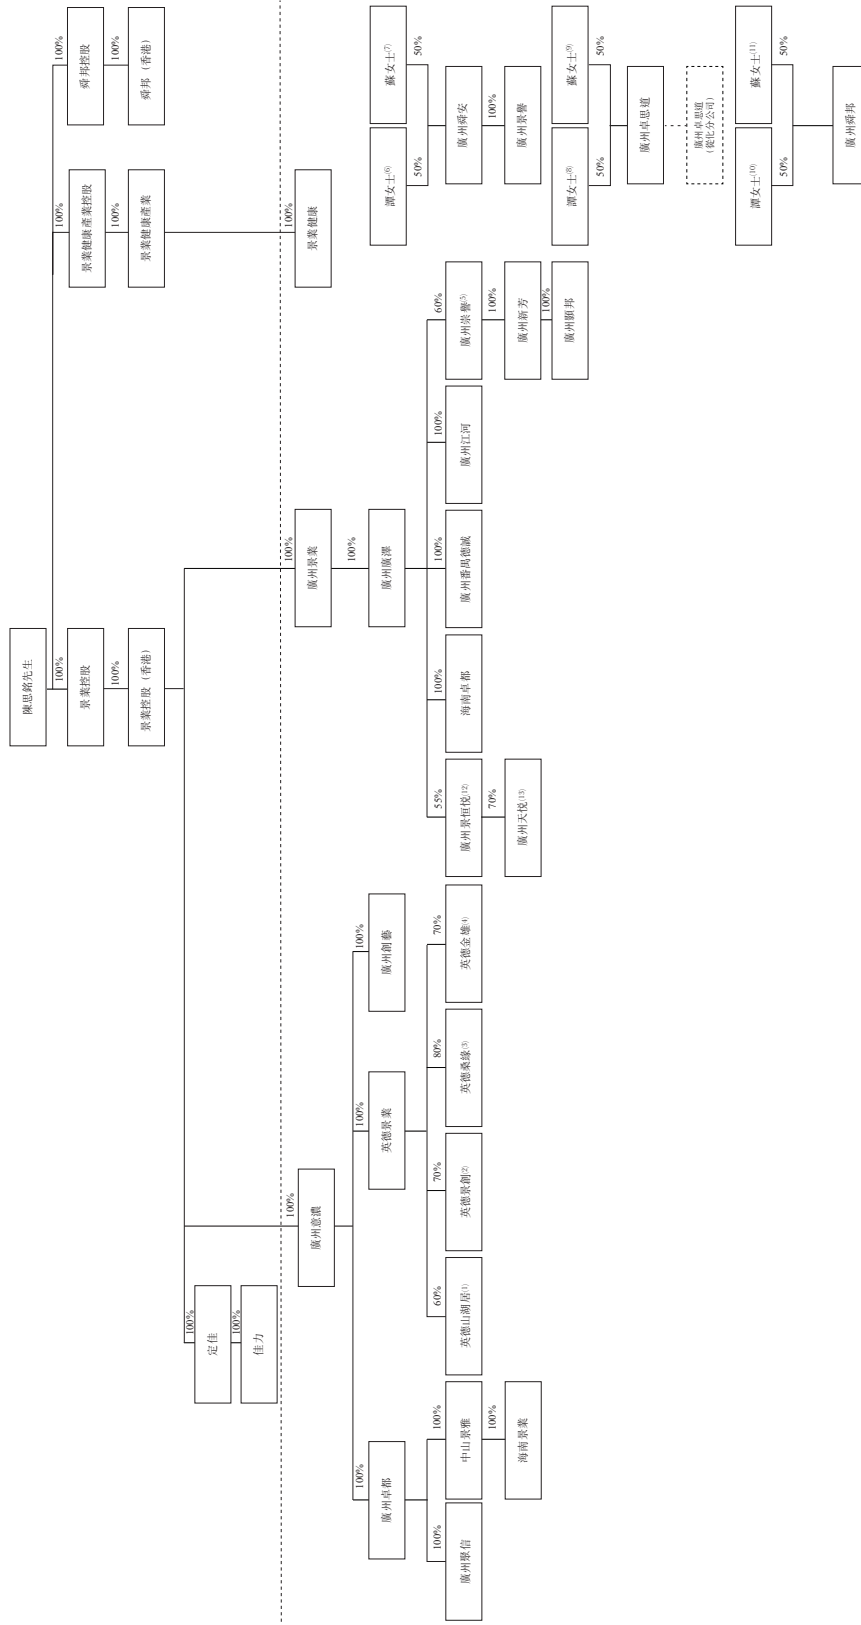 陳思銘先生
100%
100%
100%
景業控股
景業健康產業控股
舜邦控股
100%
100%
100%
景業控股（香港）
景業健康產業
舜邦（香港）
100%
定佳
100%
佳力
100%
100%
100%
廣州意濃
廣州景業
景業健康
100%
100%
100%
100%
廣州卓都
英德景業
廣州創藝
廣州廣澤
譚女士(6)
蘇女士(7)
50%
50%
100%
100%
60%
70%
80%
70%
55%
100%
100%
100%
60%
廣州聚信
中山景雅
英德山湖居(1)
英德景創(2)
英德桑緣(3)
英德金雄(4)
廣州景恒悦(12)
海南卓都
廣州番禺德誠
廣州江河
廣州崇譽(5)
廣州舜安
100%
70%
100%
100%
海南景業
廣州天悦(13)
廣州新芳
廣州景譽
100%
廣州顥邦
譚女士(8)
蘇女士(9)
50%
50%
廣州卓思道
廣州卓思道
（從化分公司）
譚女士(10)
蘇女士(11)
50%
50%
廣州舜邦